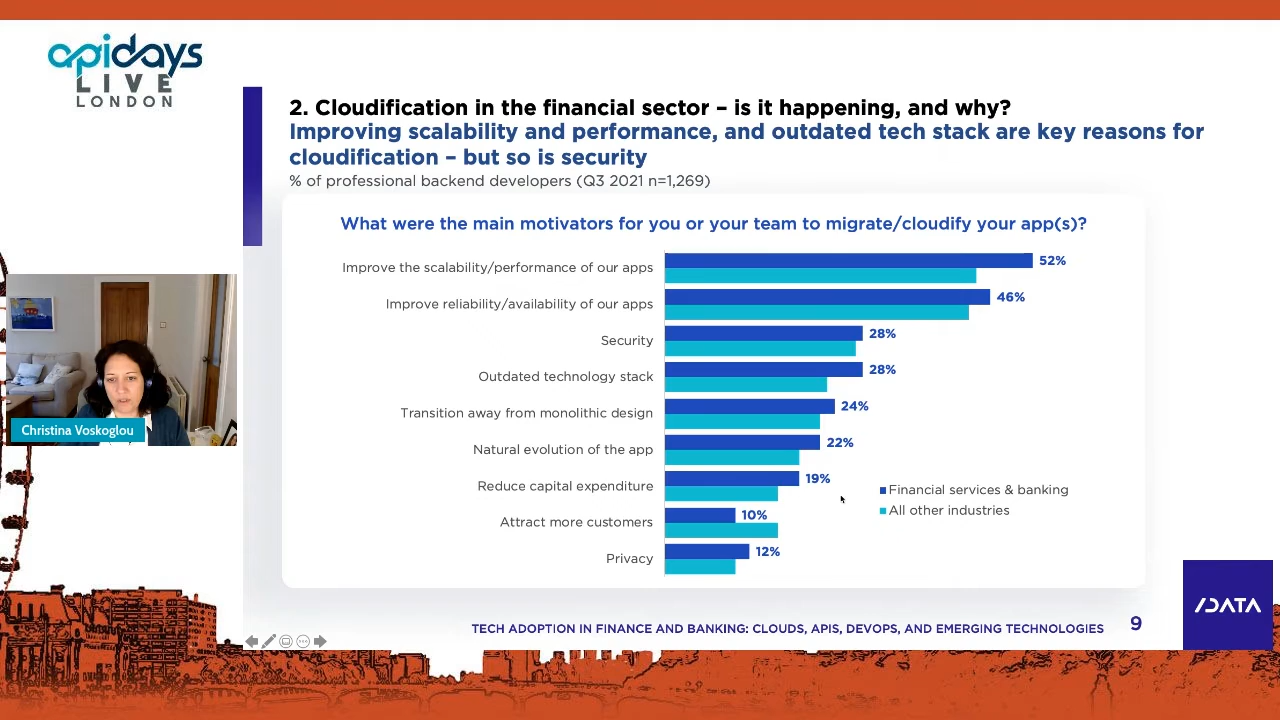 apidays
LIVE
LONDON
2. Cloudification in the financial sector – is it happening, and why?
Improving scalability and performance, and outdated tech stack are key reasons for
cloudification – but so is security
% of professional backend developers (Q3 2021 n=1,269)
What were the main motivators for you or your team to migrate/cloudify your app(s)?
Improve the scalability/performance of our apps 52%
Improve reliability/availability of our apps 46%
Security 28%
Outdated technology stack 28%
Transition away from monolithic design 24%
Natural evolution of the app 22%
Reduce capital expenditure 19%
Attract more customers 10%
Privacy 12%
Financial services & banking
All other industries
Christina Voskoglou
TECH ADOPTION IN FINANCE AND BANKING: CLOUDS, APIS, DEVOPS, AND EMERGING TECHNOLOGIES 9
/DATA